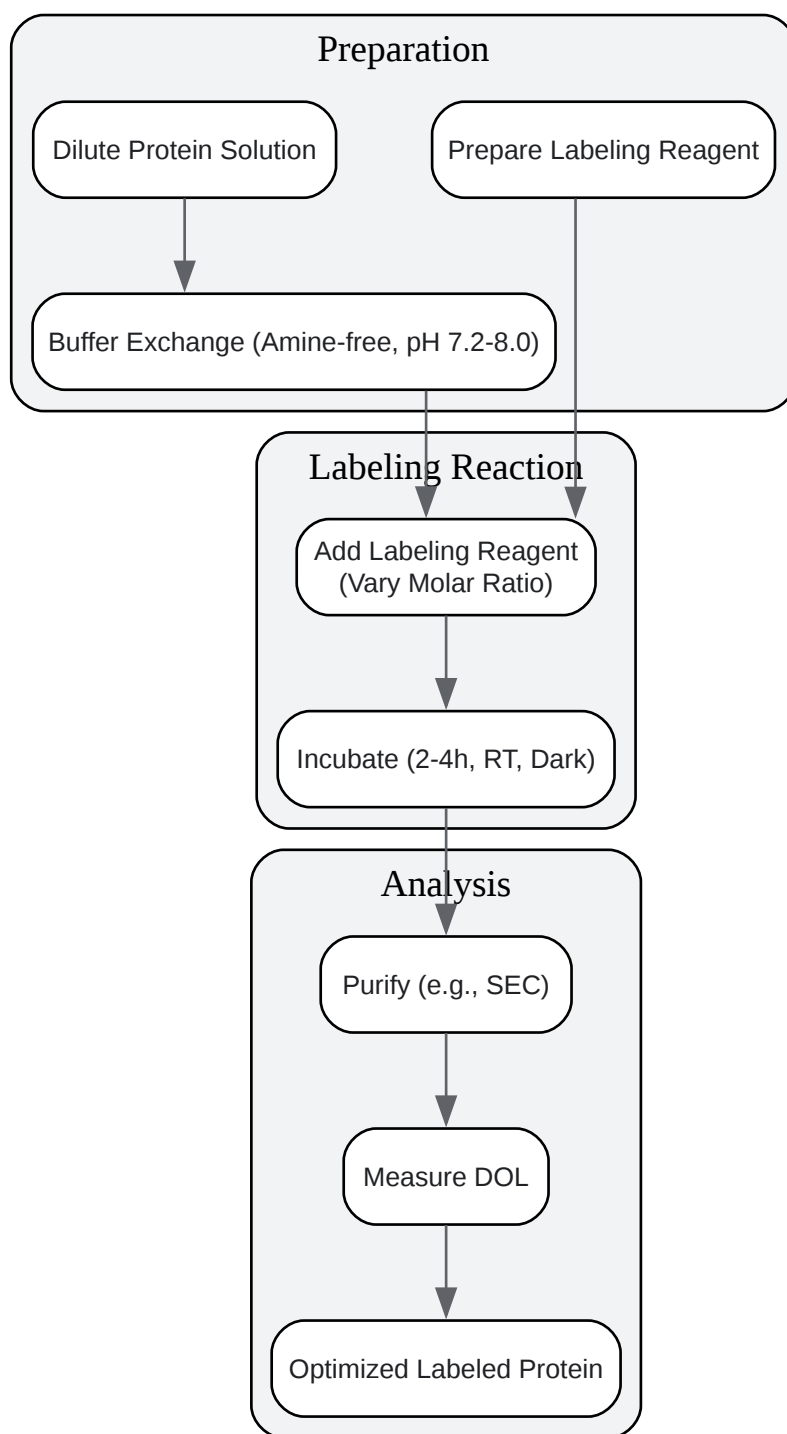 Preparation
Dilute Protein Solution
Prepare Labeling Reagent
Buffer Exchange (Amine-free, pH 7.2-8.0)
Labeling Reaction
Add Labeling Reagent
(Vary Molar Ratio)
Incubate (2-4h, RT, Dark)
Analysis
Purify (e.g., SEC)
Measure DOL
Optimized Labeled Protein